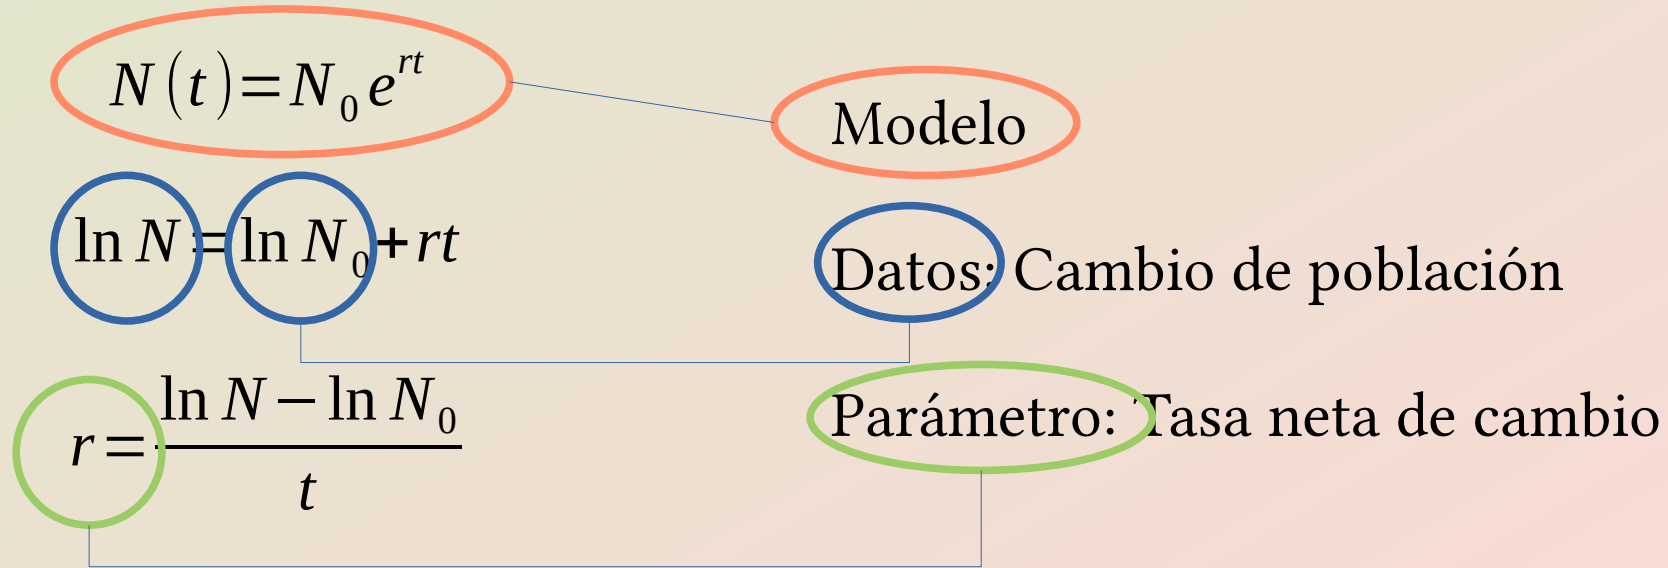 N(t)=N₀e^{rt}
Modelo
ln N=ln N₀+rt
Datos: Cambio de población
r=\frac{ln N−ln N₀}{t}
Parámetro: Tasa neta de cambio